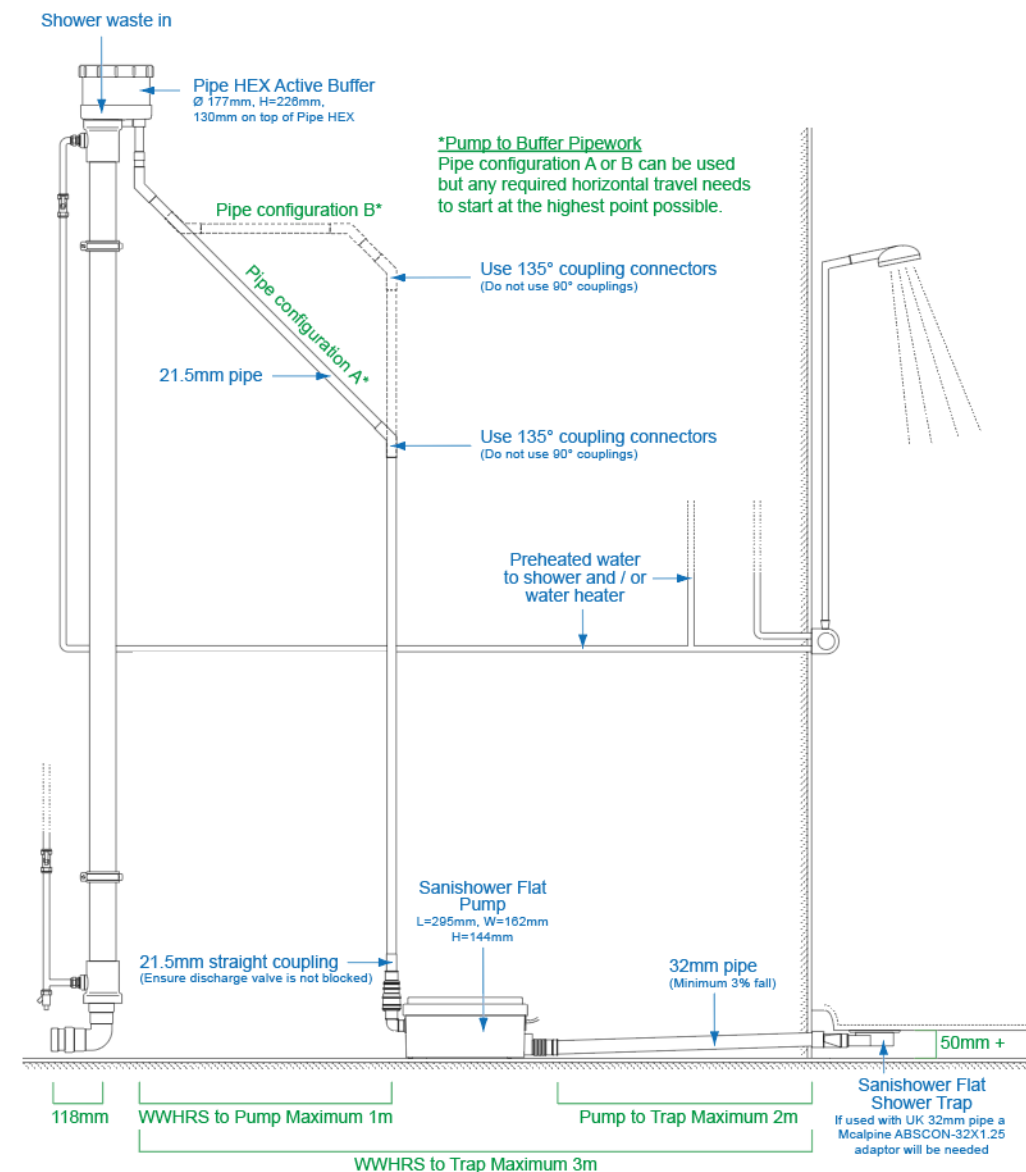 Shower waste in
Pipe HEX Active Buffer
Ø 177mm, H=226mm,
130mm on top of Pipe HEX
*Pump to Buffer Pipework
Pipe configuration A or B can be used
but any required horizontal travel needs
to start at the highest point possible.
Pipe configuration B*
Use 135° coupling connectors
(Do not use 90° couplings)
Pipe configuration A*
21.5mm pipe
Use 135° coupling connectors
(Do not use 90° couplings)
Preheated water
to shower and / or
water heater
Sanishower Flat
Pump
L=295mm, W=162mm
H=144mm
21.5mm straight coupling
(Ensure discharge valve is not blocked)
32mm pipe
(Minimum 3% fall)
50mm +
Sanishower Flat
Shower Trap
If used with UK 32mm pipe a
Mcalpine ABSCON-32X1.25
adaptor will be needed
118mm
WWHRS to Pump Maximum 1m
Pump to Trap Maximum 2m
WWHRS to Trap Maximum 3m